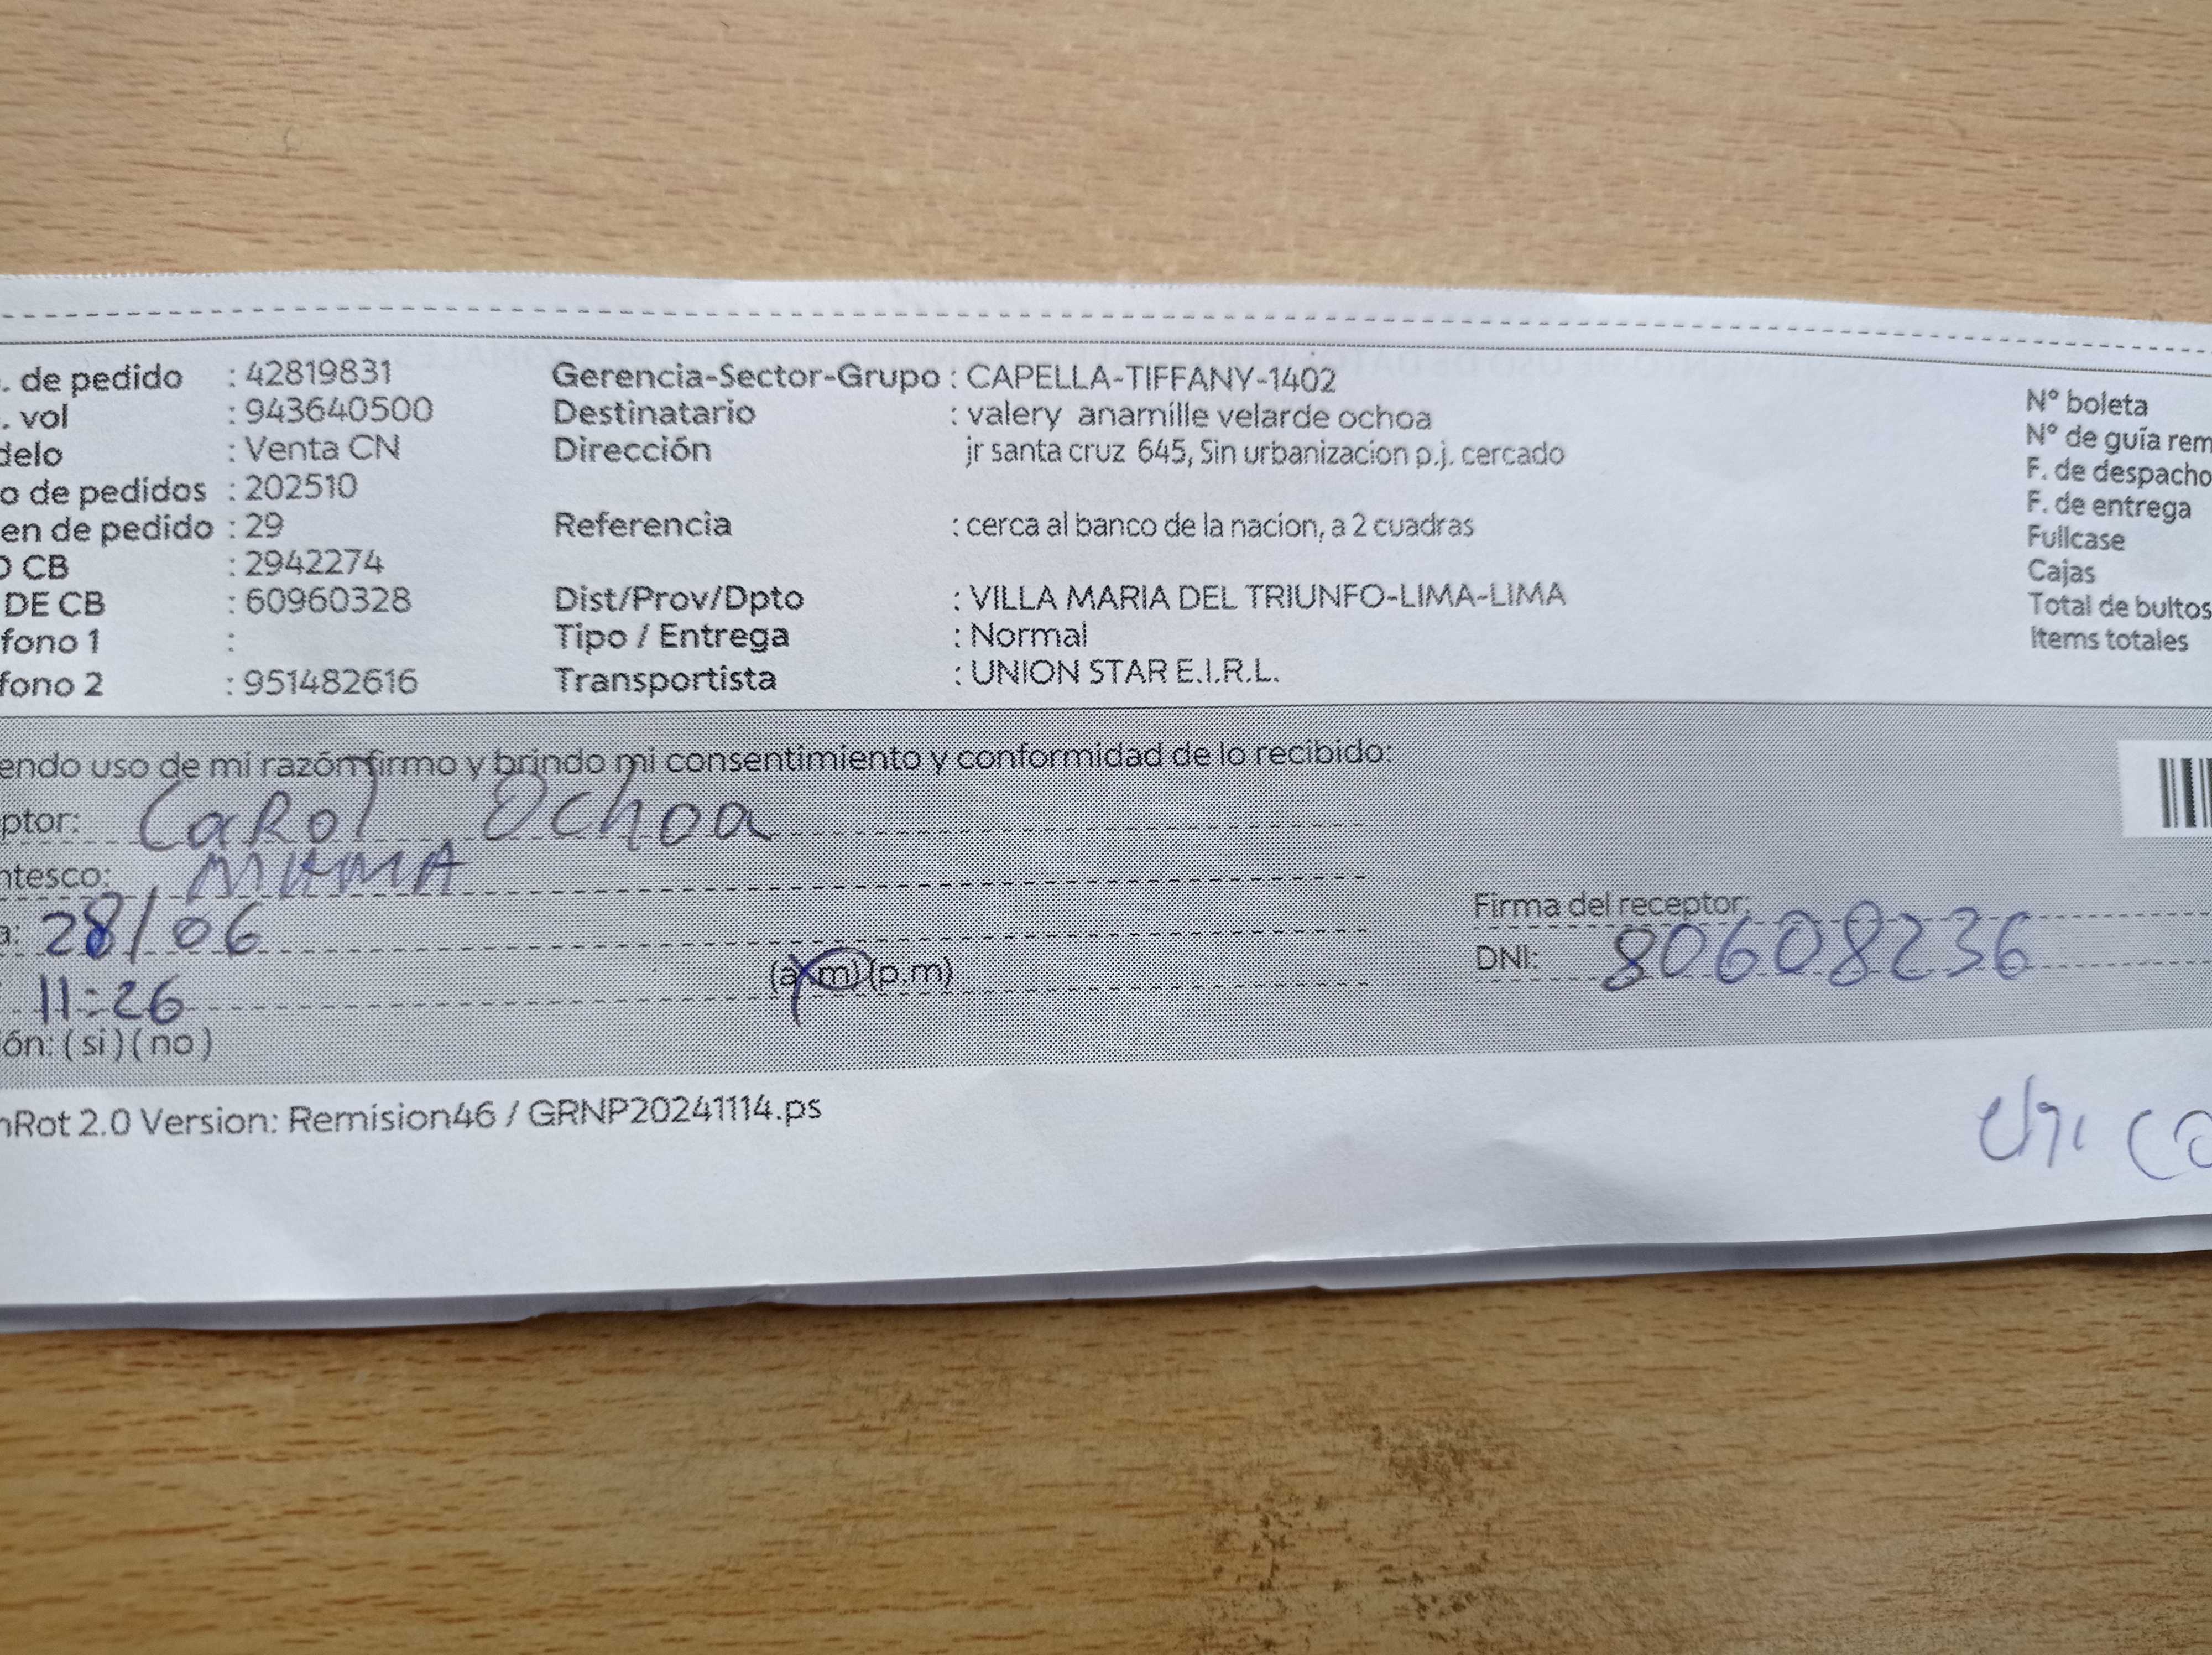 . de pedido : 42819831 Gerencia-Sector-Grupo : CAPELLA-TIFFANY-1402
. vol : 943640500 Destinatario : valery anamille velarde ochoa N° boleta
delo : Venta CN Dirección jr santa cruz 645, Sin urbanizacion p.j. cercado N° de guía rem
o de pedidos : 202510 F. de despacho
en de pedido : 29 Referencia : cerca al banco de la nacion, a 2 cuadras F. de entrega
O CB : 2942274 Fullcase
DE CB : 60960328 Dist/Prov/Dpto : VILLA MARIA DEL TRIUNFO-LIMA-LIMA Cajas
fono 1 : Tipo / Entrega : Normal Total de bultos
fono 2 : 951482616 Transportista : UNION STAR E.I.R.L. Items totales
endo uso de mi razón firmo y brindo mi consentimiento y conformidad de lo recibido:
ptor: Carol Ochoa
ntesco: MAMA
a: 28/06 Firma del receptor:
11:26 (a.m) (p.m) DNI: 80608236
ón: ( si ) ( no )
nRot 2.0 Version: Remision46 / GRNP20241114.ps